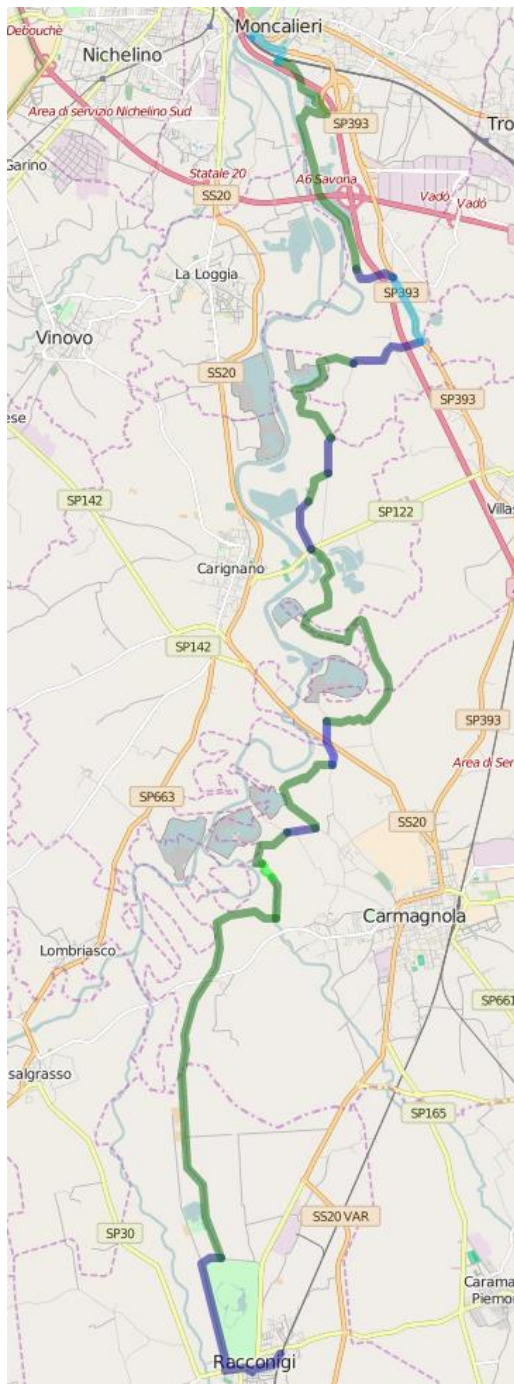 Debouchè
Moncalieri
Nichelino
Area di servizio Nichelino Sud
SP393
Tro
Garino
Statale 20
A6 Savona
SS20
Vadò
Vadò
La Loggia
SP393
Vinovo
SS20
SP393
ese
SP142
Villas
SP122
Carignano
SP142
SP393
Area di Ser
SP663
SS20
Carmagnola
Lombriasco
SP661
salgrasso
SP165
SS20 VAR
SP30
Carama
Piemon
Racconigi